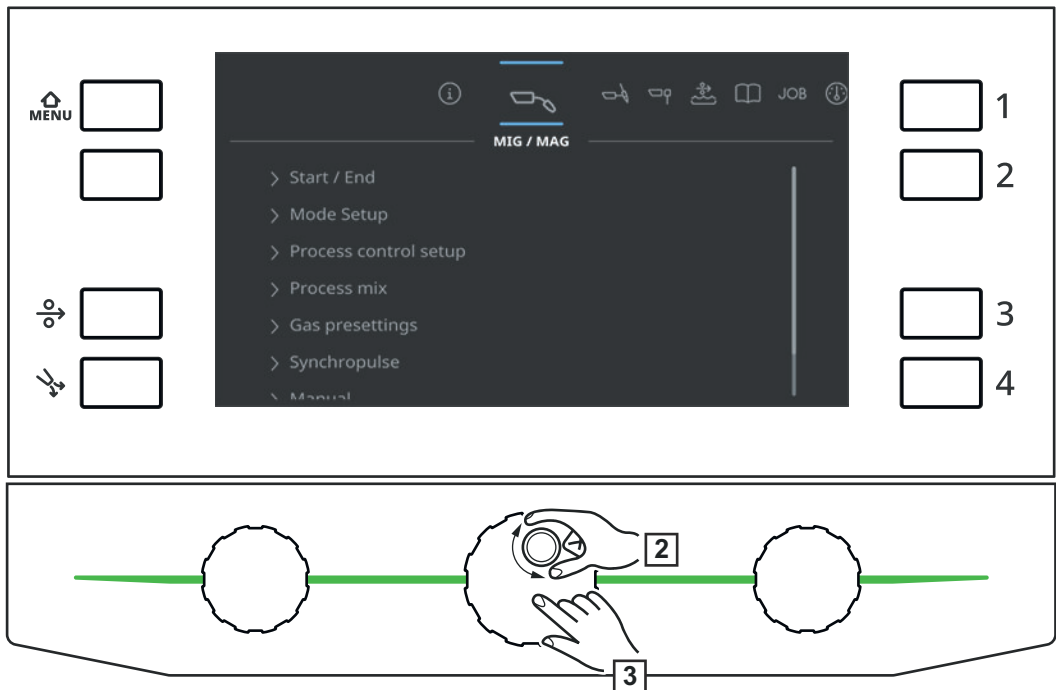 MENU
JOB
MIG / MAG
Start / End
Mode Setup
Process control setup
Process mix
Gas presettings
Synchropulse
Manual
1
2
3
4
2
3